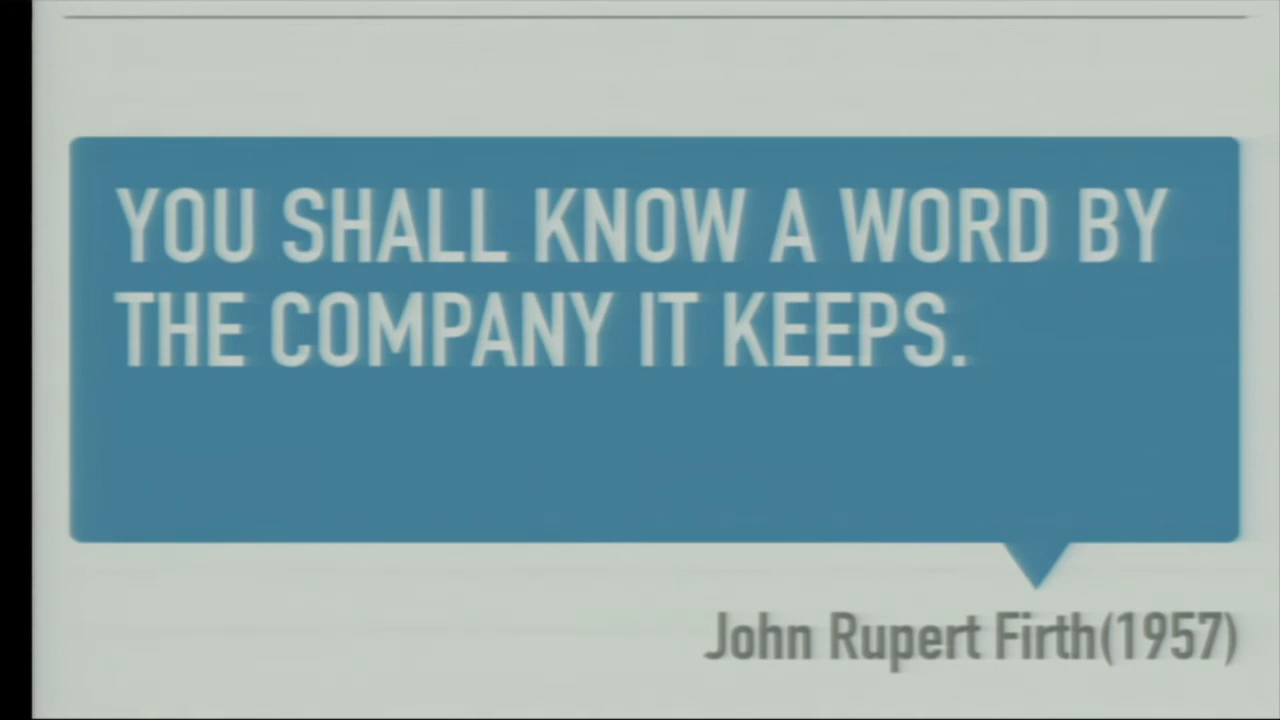 YOU SHALL KNOW A WORD BY
THE COMPANY IT KEEPS.
John Rupert Firth(1957)